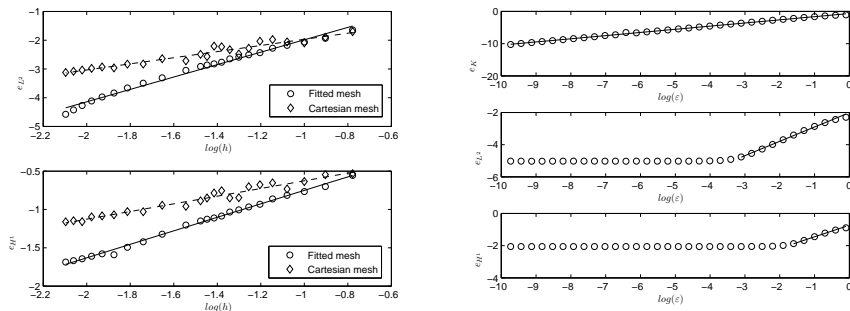 −1
−2
−3
−4
−5
e_{L²}
−2.2 −2 −1.8 −1.6 −1.4 −1.2 −1 −0.8 −0.6
log(h)
Fitted mesh
Cartesian mesh
−0.5
−1
−1.5
−2
e_{H¹}
−2.2 −2 −1.8 −1.6 −1.4 −1.2 −1 −0.8 −0.6
log(h)
Fitted mesh
Cartesian mesh
0
−10
−20
e_K
−10 −9 −8 −7 −6 −5 −4 −3 −2 −1 0
log(ε)
−2
−4
−6
e_{L²}
−10 −9 −8 −7 −6 −5 −4 −3 −2 −1 0
log(ε)
0
−2
−4
e_{H¹}
−10 −9 −8 −7 −6 −5 −4 −3 −2 −1 0
log(ε)